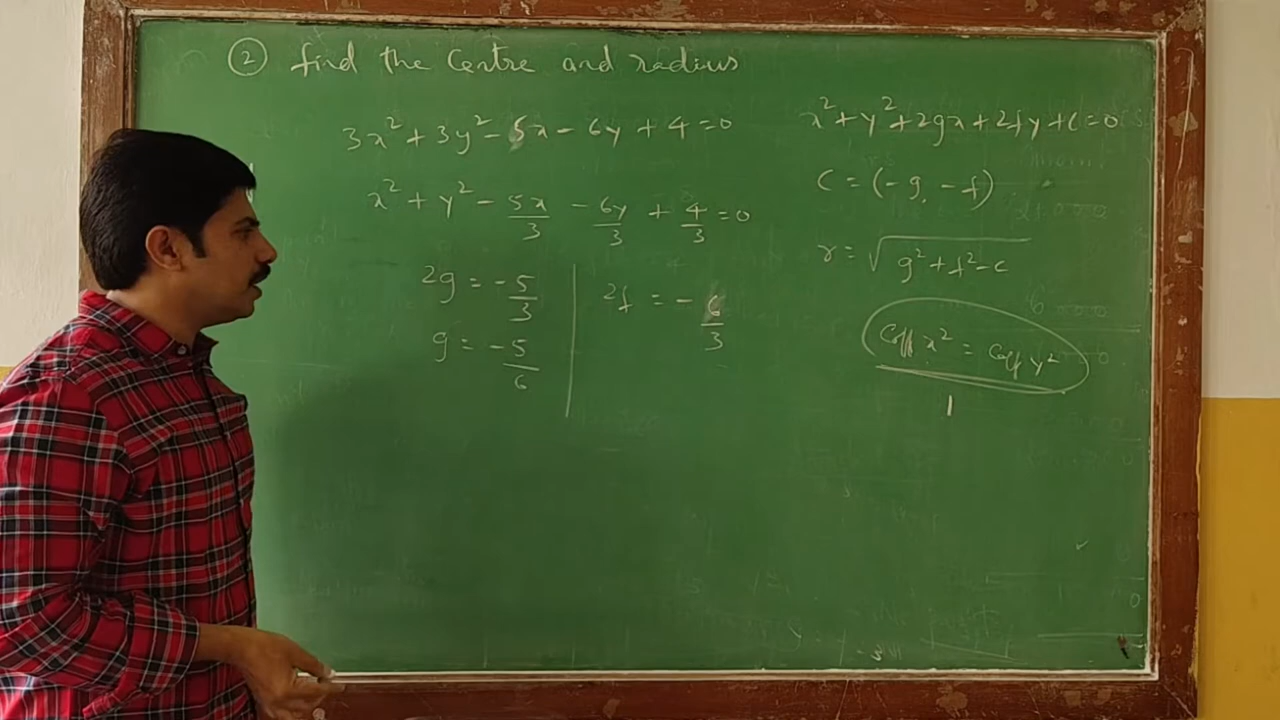 ② find the Centre and radius
3x² + 3y² - 5x - 6y + 4 = 0
x² + y² - 5x/3 - 6y/3 + 4/3 = 0
2g = -5/3
g = -5/6
2f = -6/3
x² + y² + 2gx + 2fy + c = 0
C = (-g, -f)
r = √(g² + f² - c)
Coff x² = Coff y²
1